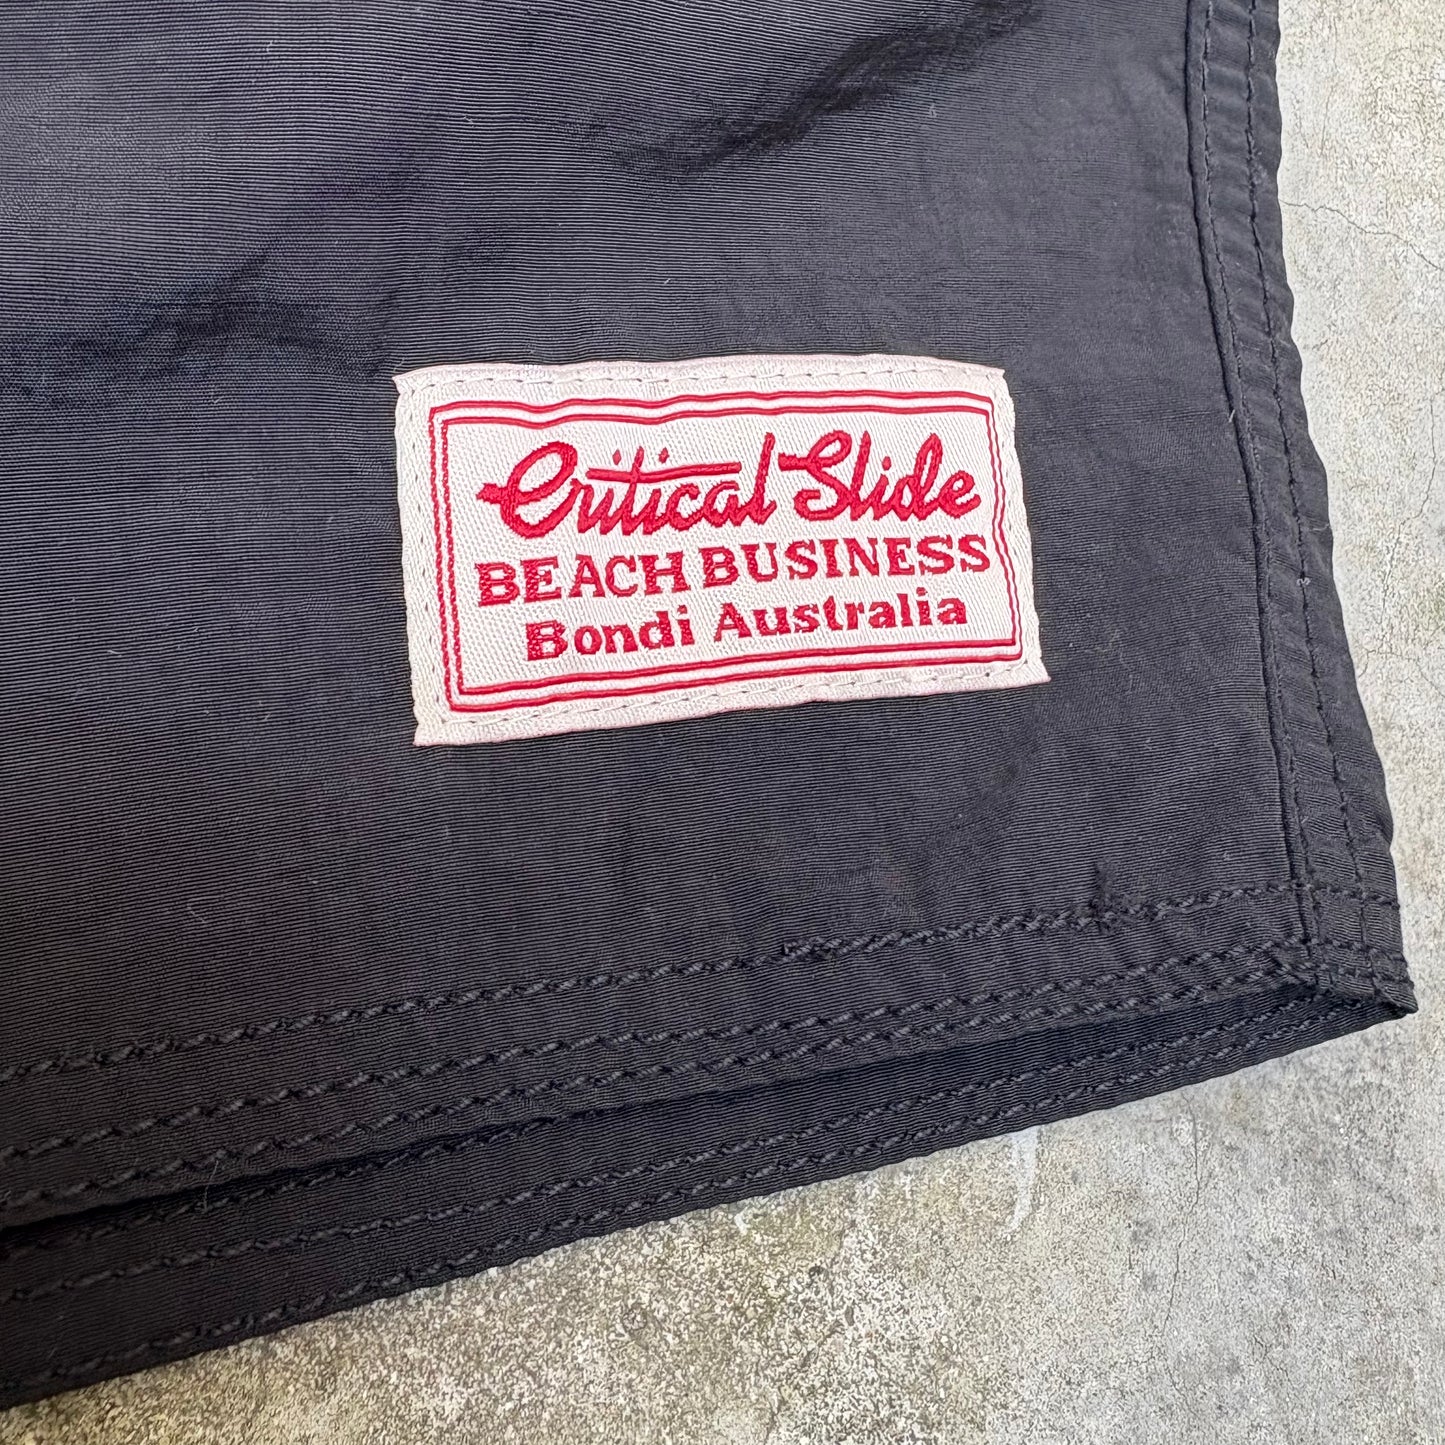 Critical Slide
BEACH BUSINESS
Bondi Australia